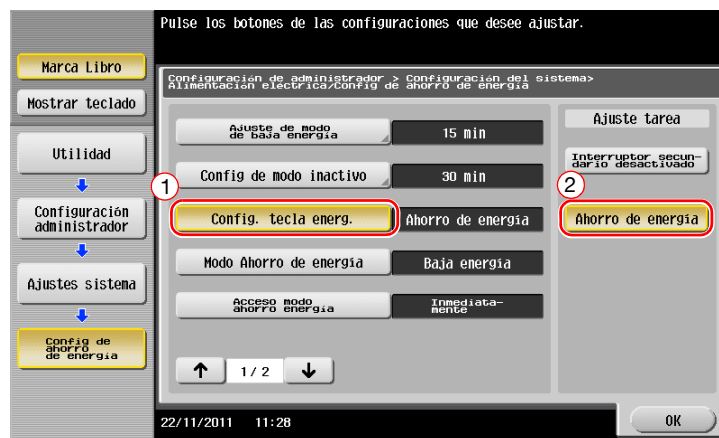 Pulse los botones de las configuraciones que desee ajustar.
Marca Libro
Mostrar teclado
Utilidad
Configuración
administrador
Ajustes sistema
Config de
ahorro
de energía
Configuración de administrador > Configuración del sistema>
Alimentación eléctrica/Config de ahorro de energía
Ajuste de modo
de baja energía
15 min
Config de modo inactivo
30 min
1
Config. tecla energ.
Ahorro de energía
Modo Ahorro de energía
Baja energía
Acceso modo
ahorro energía
Inmediata-
mente
↑ 1/ 2 ↓
Ajuste tarea
Interruptor secun-
dario desactivado
2
Ahorro de energía
22/11/2011 11:28
OK